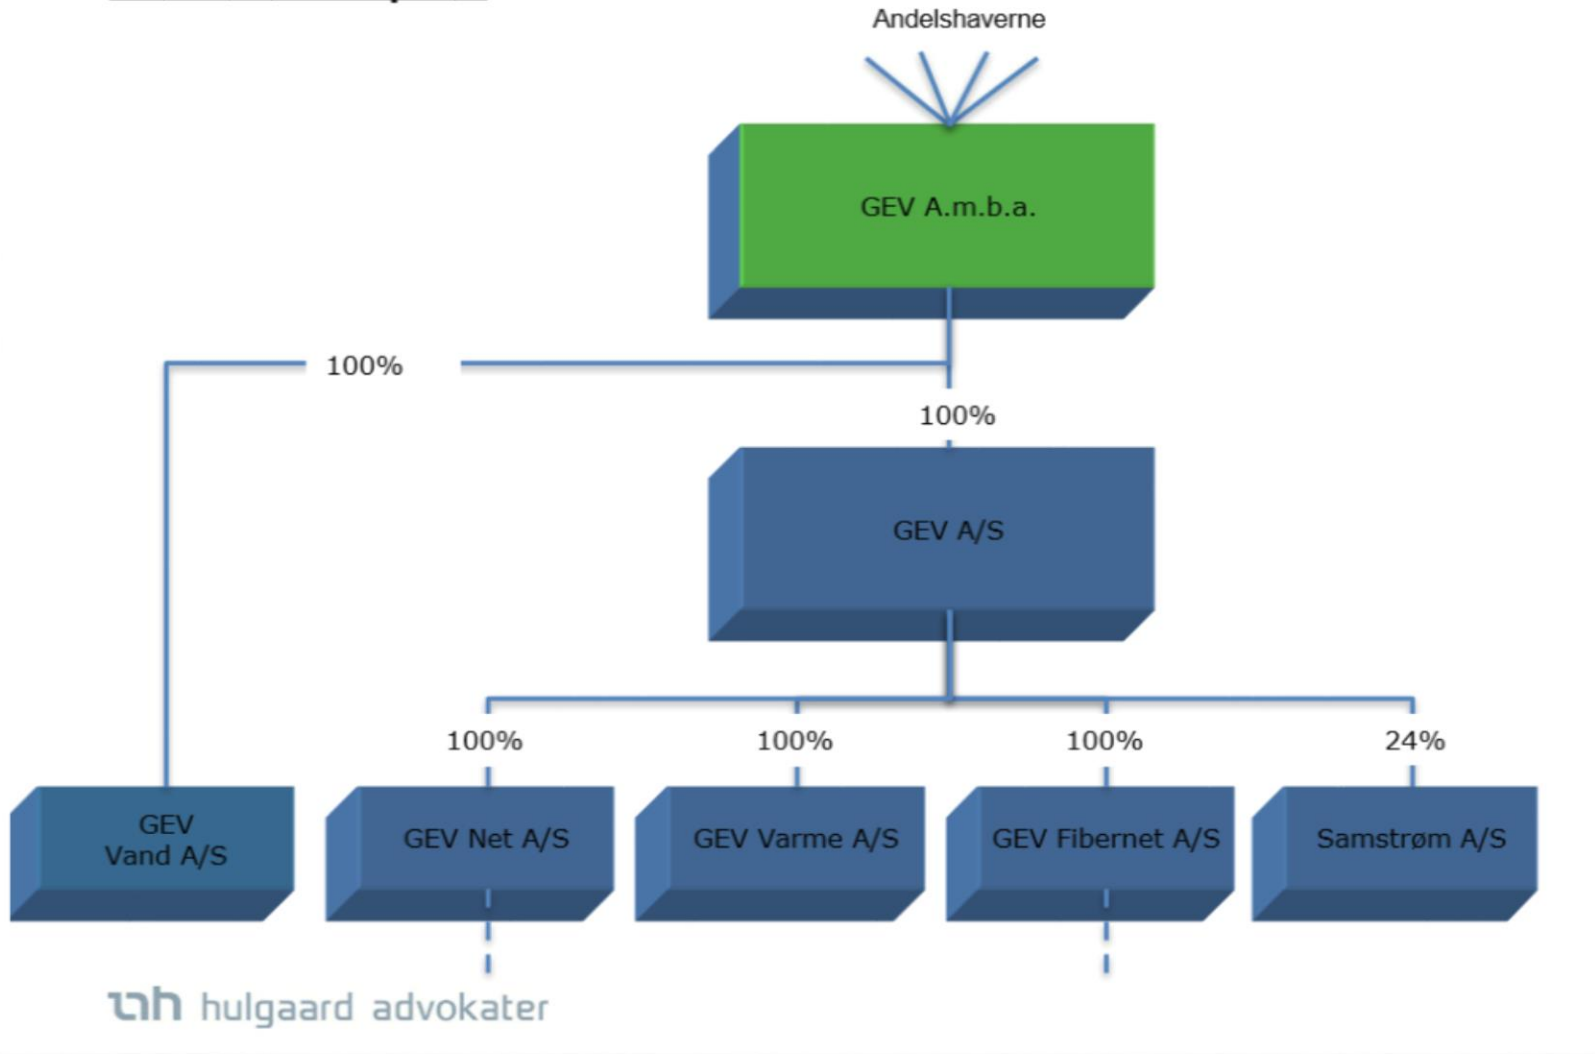 Andelshaverne
GEV A.m.b.a.
100%
100%
GEV A/S
100%
100%
100%
24%
GEV
Vand A/S
GEV Net A/S
GEV Varme A/S
GEV Fibernet A/S
Samstrøm A/S
hulgaard advokater